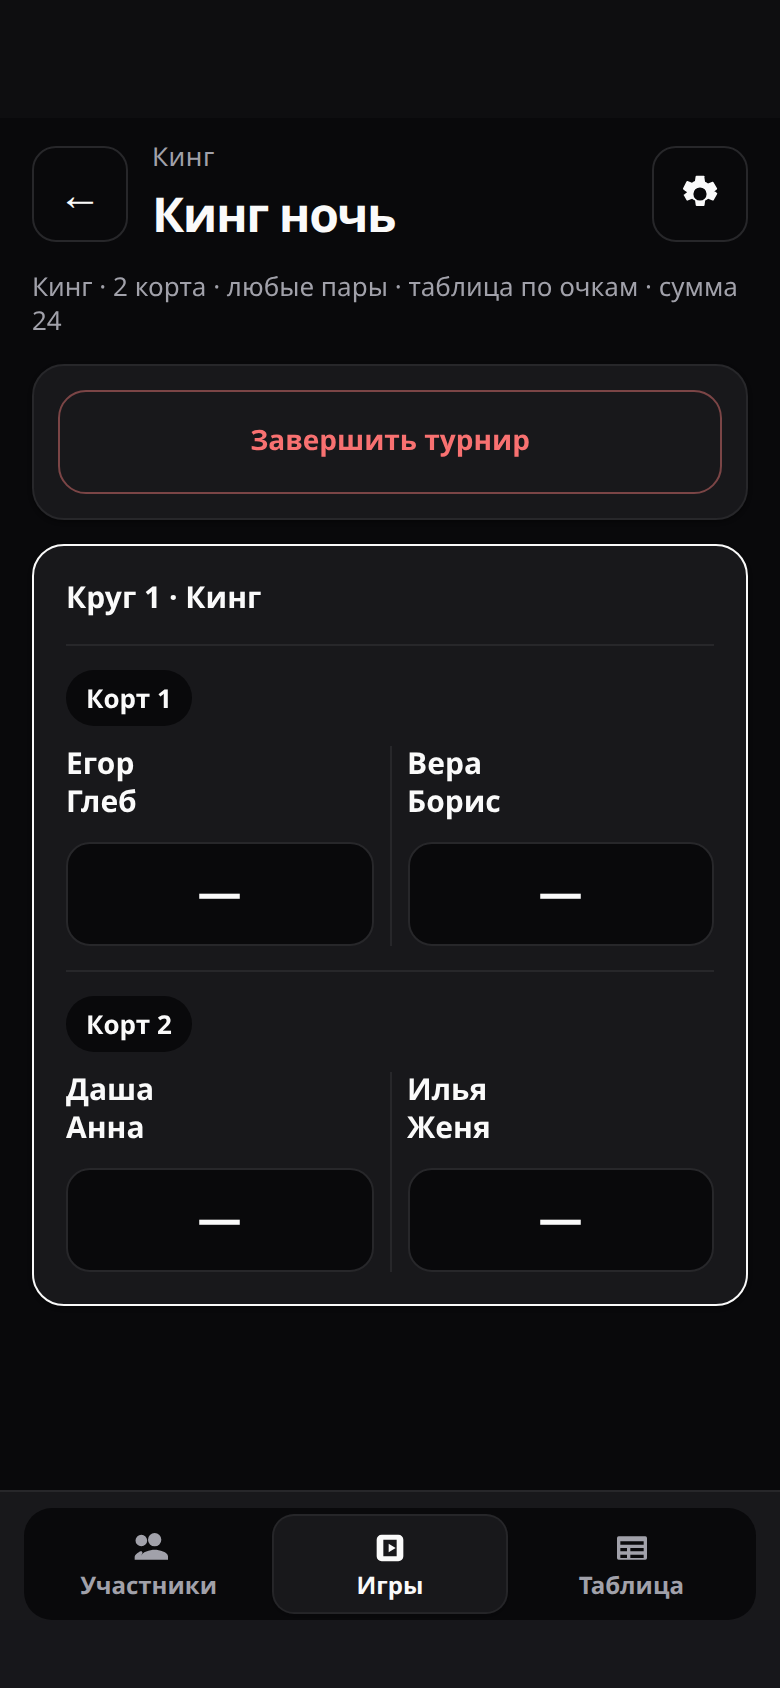 Кинг
←
Кинг ночь
Кинг · 2 корта · любые пары · таблица по очкам · сумма
24
Завершить турнир
Круг 1 · Кинг
Корт 1
Егор
Глеб
Вера
Борис
—
—
Корт 2
Даша
Анна
Илья
Женя
—
—
Участники
Игры
Таблица